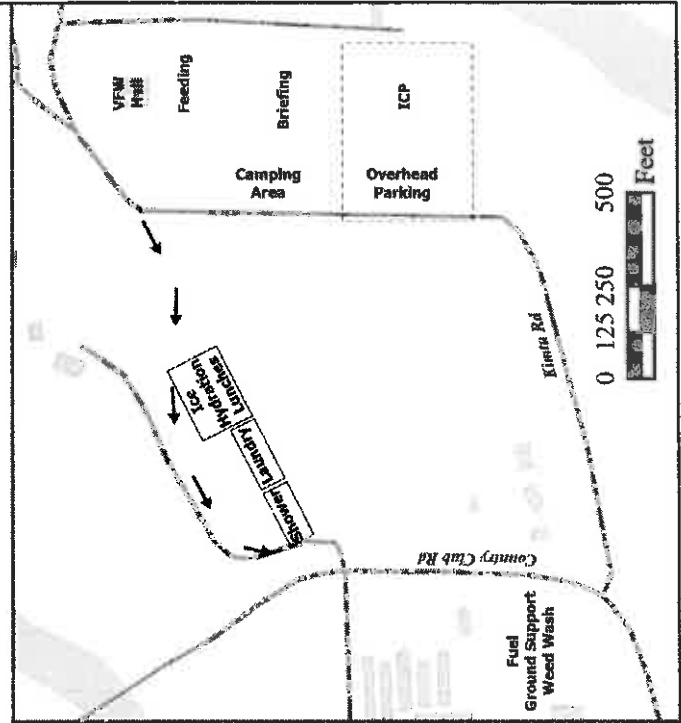 VFW
Hall
Feeding
Briefing
ICP
Camping
Area
Overhead
Parking
Ice
Hydration
Lunches
Laundry
Shower
Kimtu Rd
Country Club Rd
Fuel
Ground Support
Weed Wash
0 125 250 500
Feet